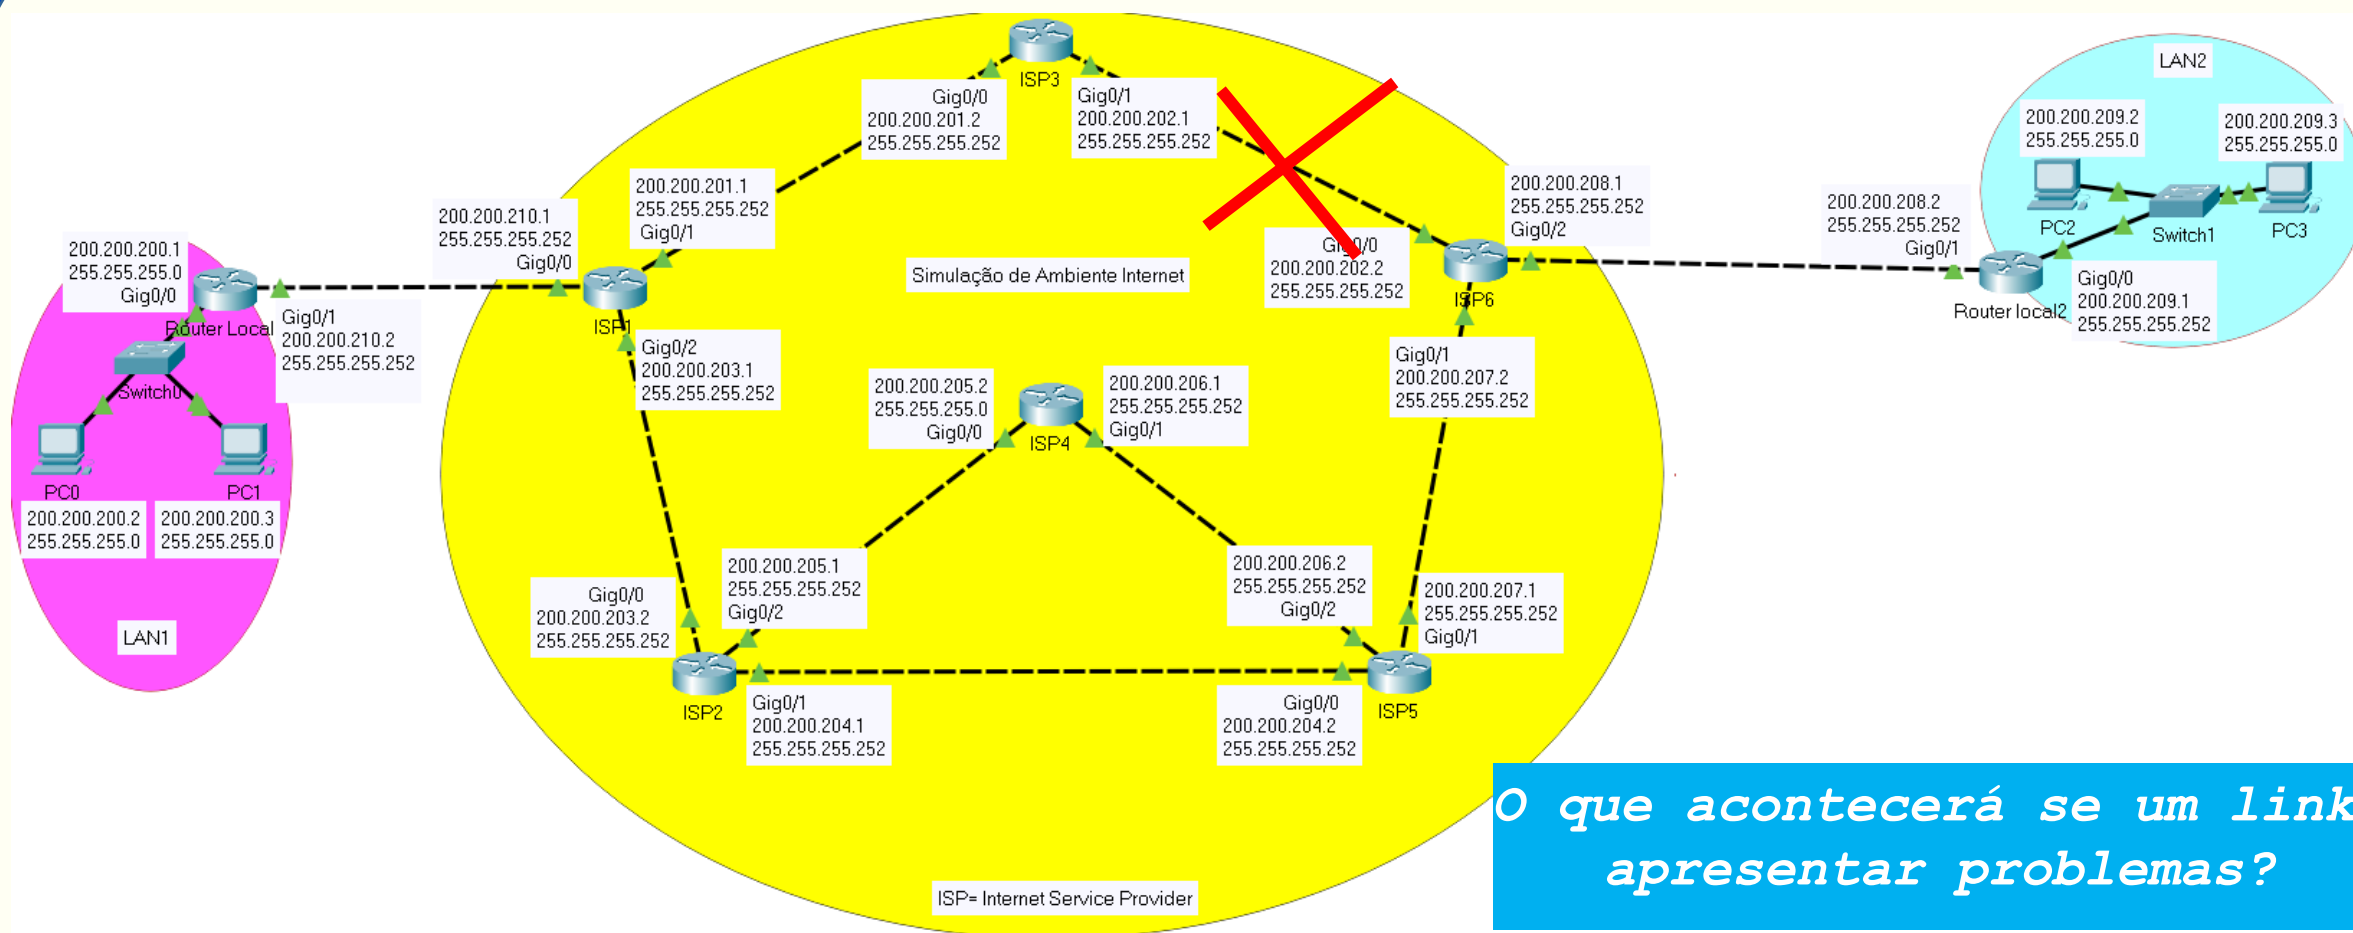 ISP3
Gig0/0
200.200.201.2
255.255.255.252
Gig0/1
200.200.202.1
255.255.255.252
LAN2
200.200.209.2
255.255.255.0
200.200.209.3
255.255.255.0
PC2
Switch1
PC3
200.200.201.1
255.255.255.252
Gig0/1
200.200.208.1
255.255.255.252
Gig0/2
200.200.208.2
255.255.255.252
Gig0/1
200.200.210.1
255.255.255.252
Gig0/0
200.200.200.1
255.255.255.0
Gig0/0
Router Local
Gig0/1
200.200.210.2
255.255.255.252
ISP1
Simulação de Ambiente Internet
Gig0/0
200.200.202.2
255.255.255.252
ISP6
Router local2
Gig0/0
200.200.209.1
255.255.255.252
Switch0
Gig0/2
200.200.203.1
255.255.255.252
200.200.205.2
255.255.255.0
Gig0/0
ISP4
200.200.206.1
255.255.255.252
Gig0/1
Gig0/1
200.200.207.2
255.255.255.252
PC0
200.200.200.2
255.255.255.0
PC1
200.200.200.3
255.255.255.0
LAN1
Gig0/0
200.200.203.2
255.255.255.252
200.200.205.1
255.255.255.252
Gig0/2
200.200.206.2
255.255.255.252
Gig0/2
200.200.207.1
255.255.255.252
Gig0/1
ISP2
Gig0/1
200.200.204.1
255.255.255.252
Gig0/0
200.200.204.2
255.255.255.252
ISP5
O que acontecerá se um link
apresentar problemas?
ISP= Internet Service Provider